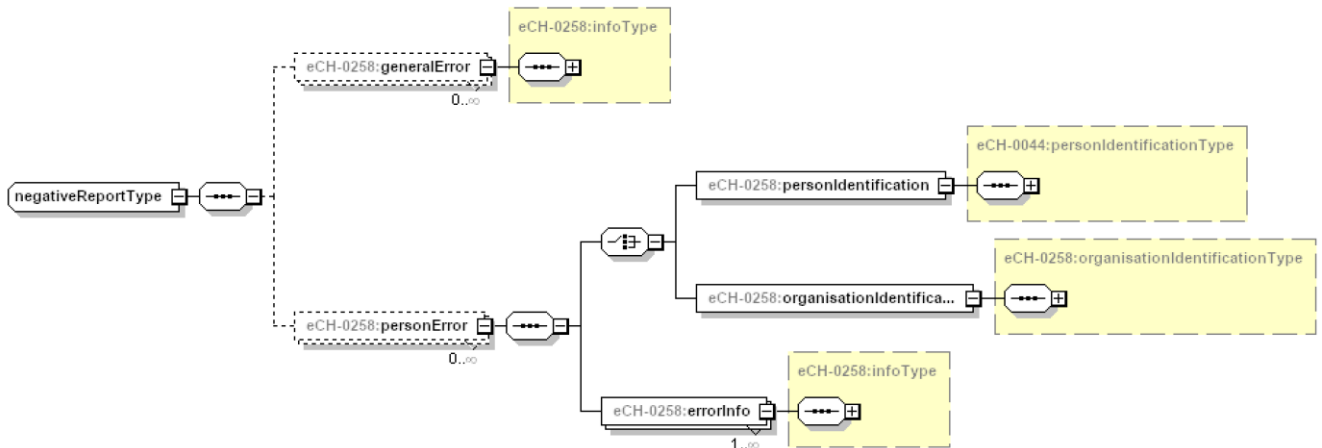 eCH-0258:infoType
eCH-0258:generalError
0..∞
eCH-0044:personIdentificationType
negativeReportType
eCH-0258:personIdentification
eCH-0258:organisationIdentificationType
eCH-0258:organisationIdentifica...
eCH-0258:personError
0..∞
eCH-0258:infoType
eCH-0258:errorInfo
1..∞